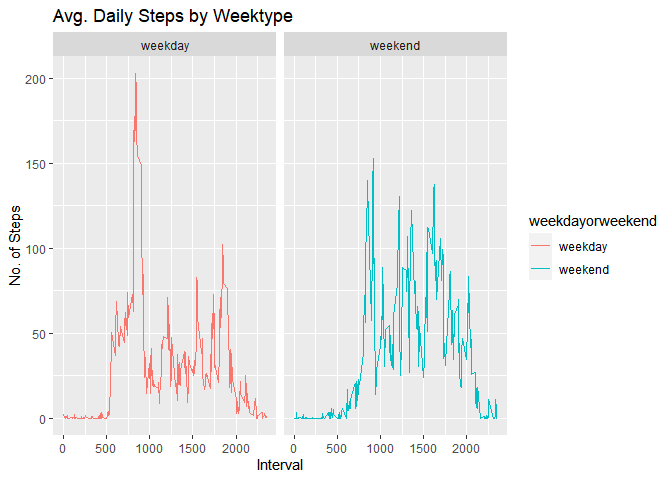 Avg. Daily Steps by Weektype
weekday
weekend
200
150
100
50
0
No. of Steps
0 500 1000 1500 2000
0 500 1000 1500 2000
Interval
weekdayorweekend
weekday
weekend